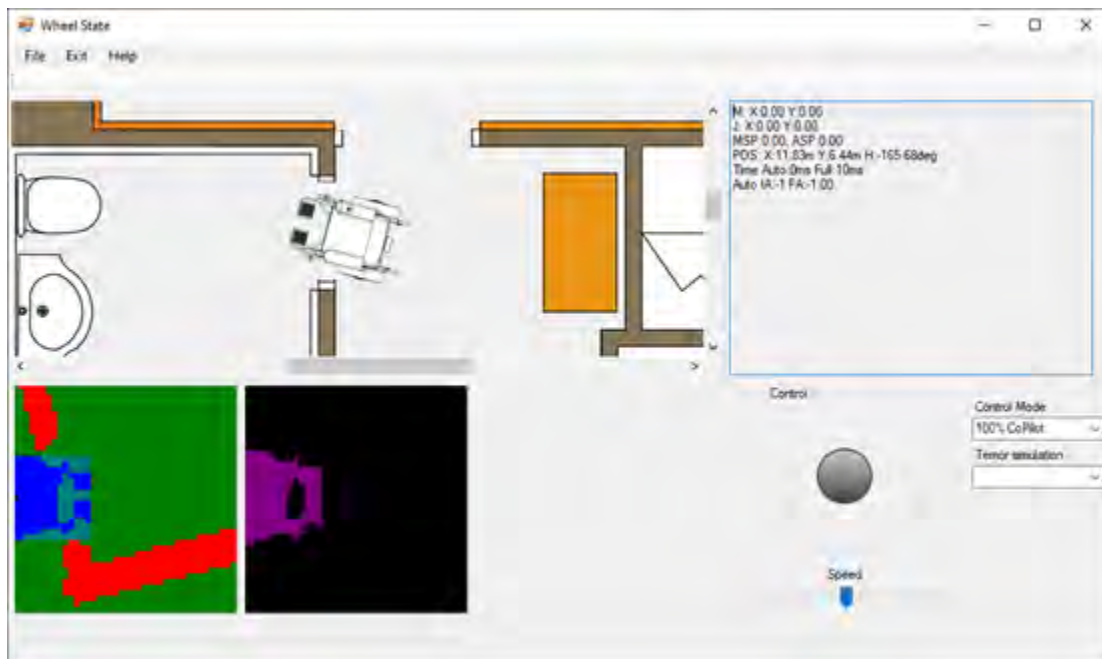 Wheel State
File Exit Help
M: X:0.00 Y:0.00
J: X:0.00 Y:0.00
MSP 0.00, ASP 0.00
POS: X:11.83m Y:6.44m H:-165.68deg
Time Auto:0ms Full:10ms
Auto IA:-1 FA:-1.00
Control
Control Mode
100% CoPilot
Temor simulation
Speed